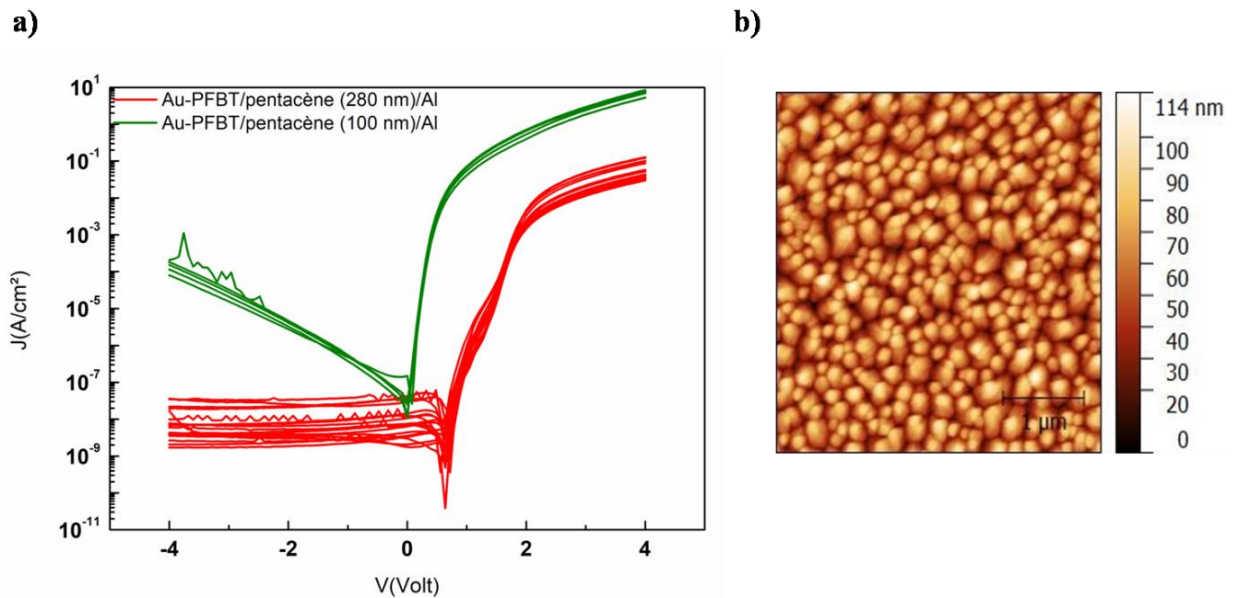 a)
b)
Au-PFBT/pentacène (280 nm)/Al
Au-PFBT/pentacène (100 nm)/Al
10¹
10⁻¹
10⁻³
10⁻⁵
10⁻⁷
10⁻⁹
10⁻¹¹
J(A/cm²)
-4
-2
0
2
4
V(Volt)
114 nm
100
90
80
70
60
50
40
30
20
0
1 µm